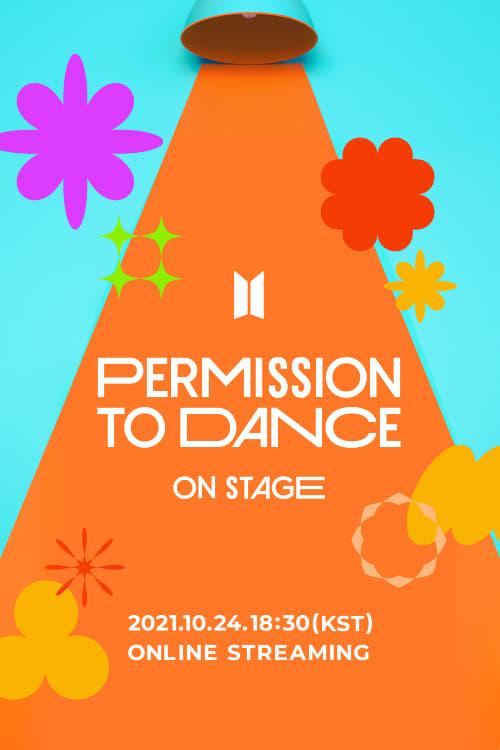 PERMISSION
TO DANCE
ON STAGE
2021.10.24.18:30(KST)
ONLINE STREAMING